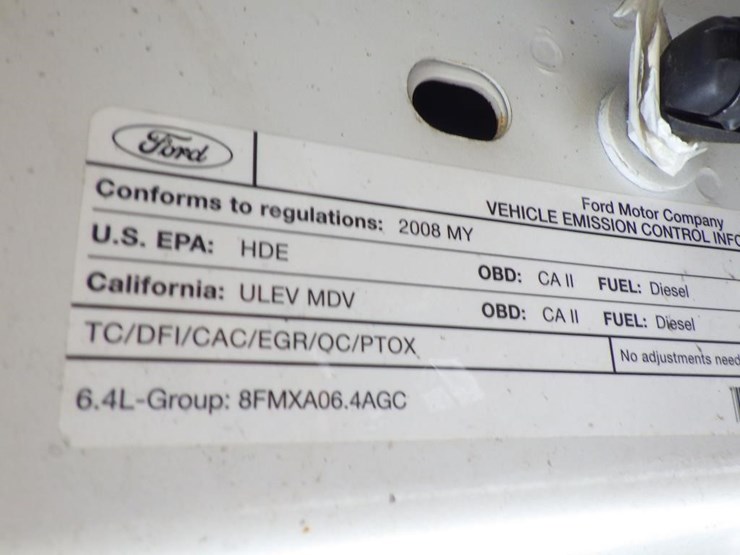 Ford
Ford Motor Company
VEHICLE EMISSION CONTROL
Conforms to regulations: 2008 MY
U.S. EPA: HDE OBD: CA II FUEL: Diesel
California: ULEV MDV OBD: CA II FUEL: Diesel
TC/DFI/CAC/EGR/OC/PTOX No adjustments
6.4L-Group: 8FMXA06.4AGC